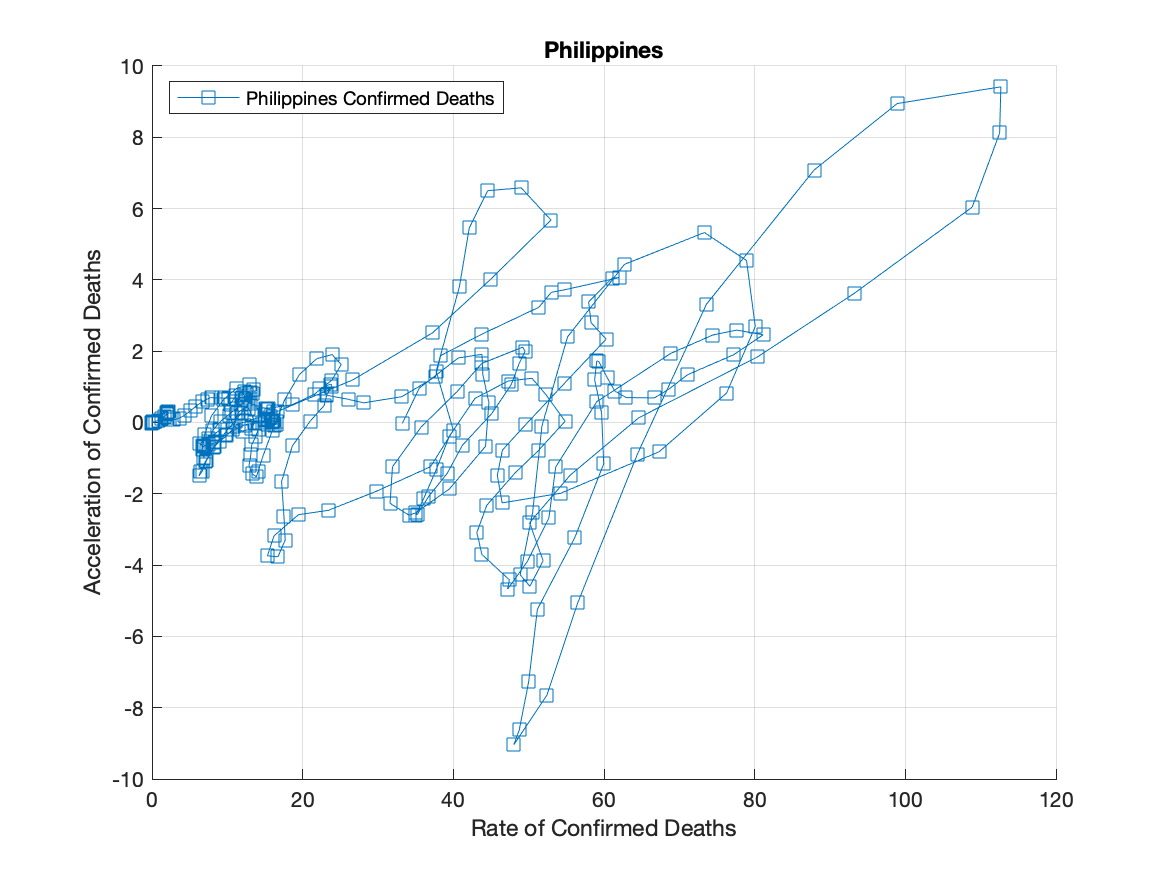 Philippines
Philippines Confirmed Deaths
10
8
6
4
2
0
-2
-4
-6
-8
-10
Acceleration of Confirmed Deaths
0 20 40 60 80 100 120
Rate of Confirmed Deaths